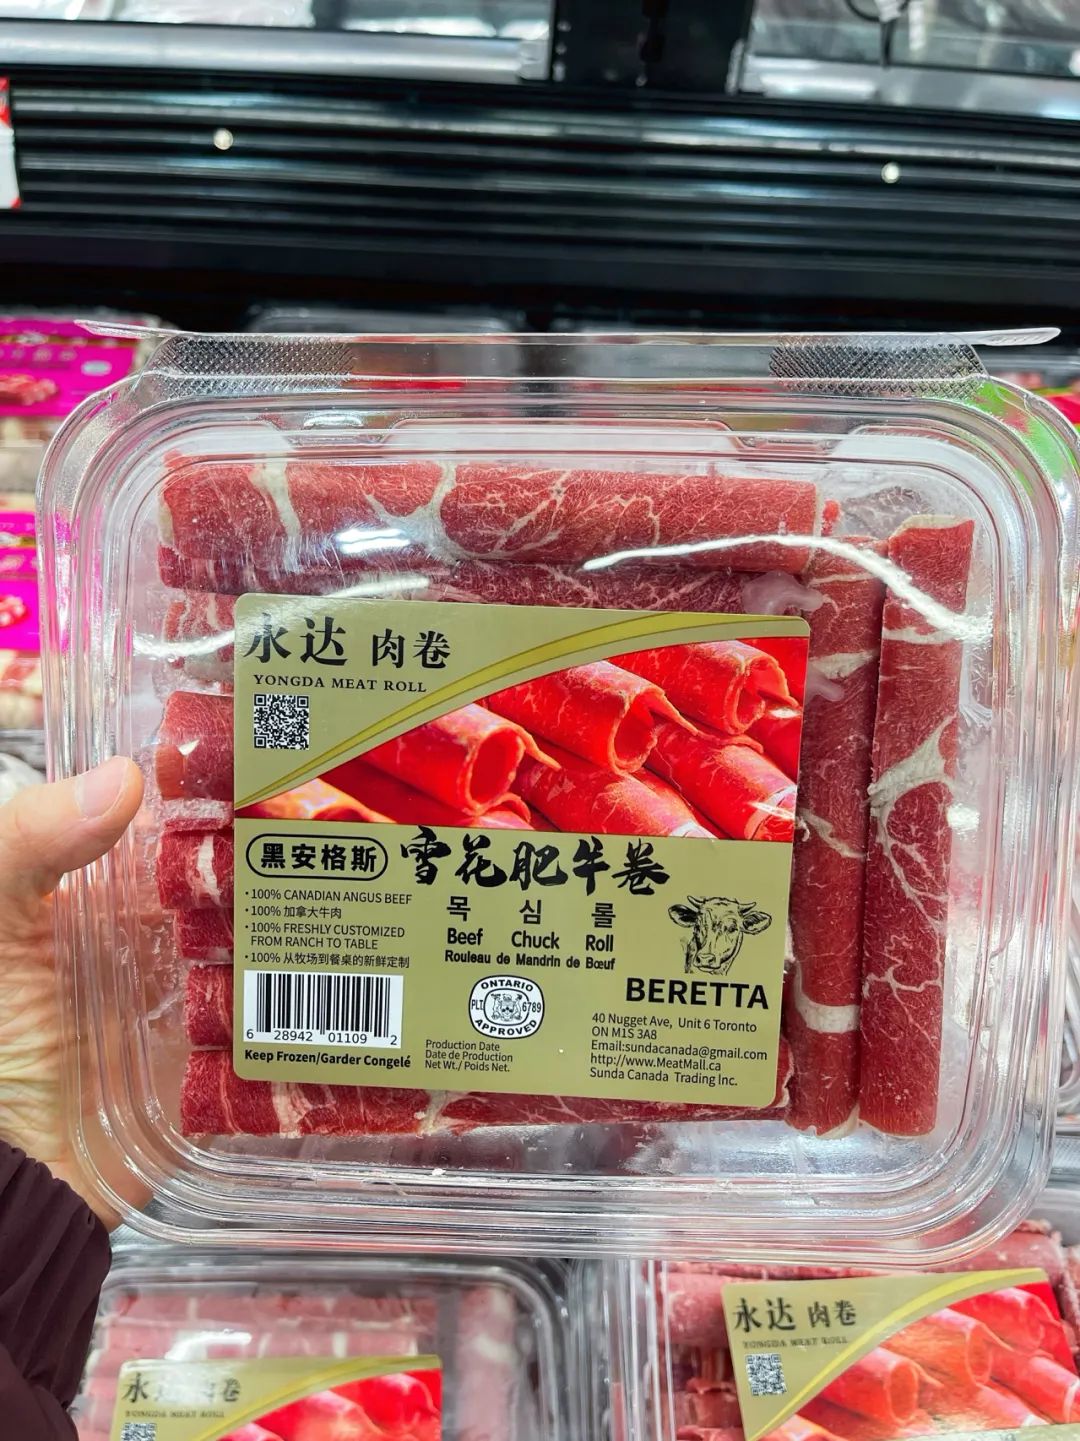 永达 肉卷
YONGDA MEAT ROLL
黑安格斯
雪花肥牛卷
• 100% CANADIAN ANGUS BEEF
• 100% 加拿大牛肉
• 100% FRESHLY CUSTOMIZED
FROM RANCH TO TABLE
• 100% 从牧场到餐桌的新鲜定制
목 심 롤
Beef Chuck Roll
Rouleau de Mandrin de Bœuf
BERETTA
6 28942 01109 2
Keep Frozen/Garder Congelé
ONTARIO
PLT. 6789
APPROVED
Production Date
Date de Production
Net Wt./ Poids Net.
40 Nugget Ave, Unit 6 Toronto
ON M1S 3A8
Email:sundacanada@gmail.com
http://www.MeatMall.ca
Sunda Canada Trading Inc.
永达 肉卷
YONGDA MEAT ROLL
永达 肉卷
YONGDA MEAT ROLL